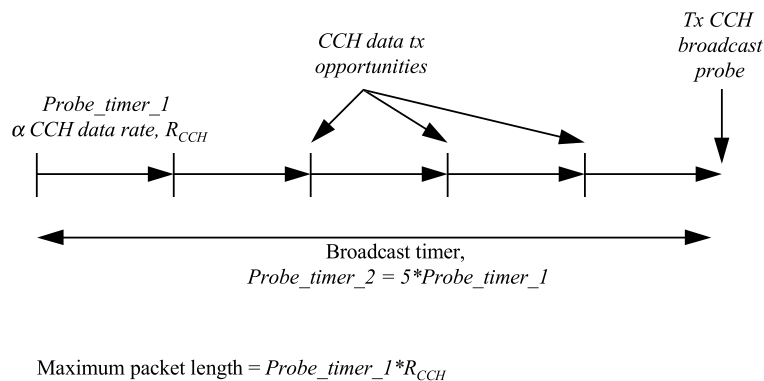 CCH data tx
opportunities
Tx CCH
broadcast
probe
Probe_timer_1
α CCH data rate, R_CCH
Broadcast timer,
Probe_timer_2 = 5*Probe_timer_1
Maximum packet length = Probe_timer_1*R_CCH